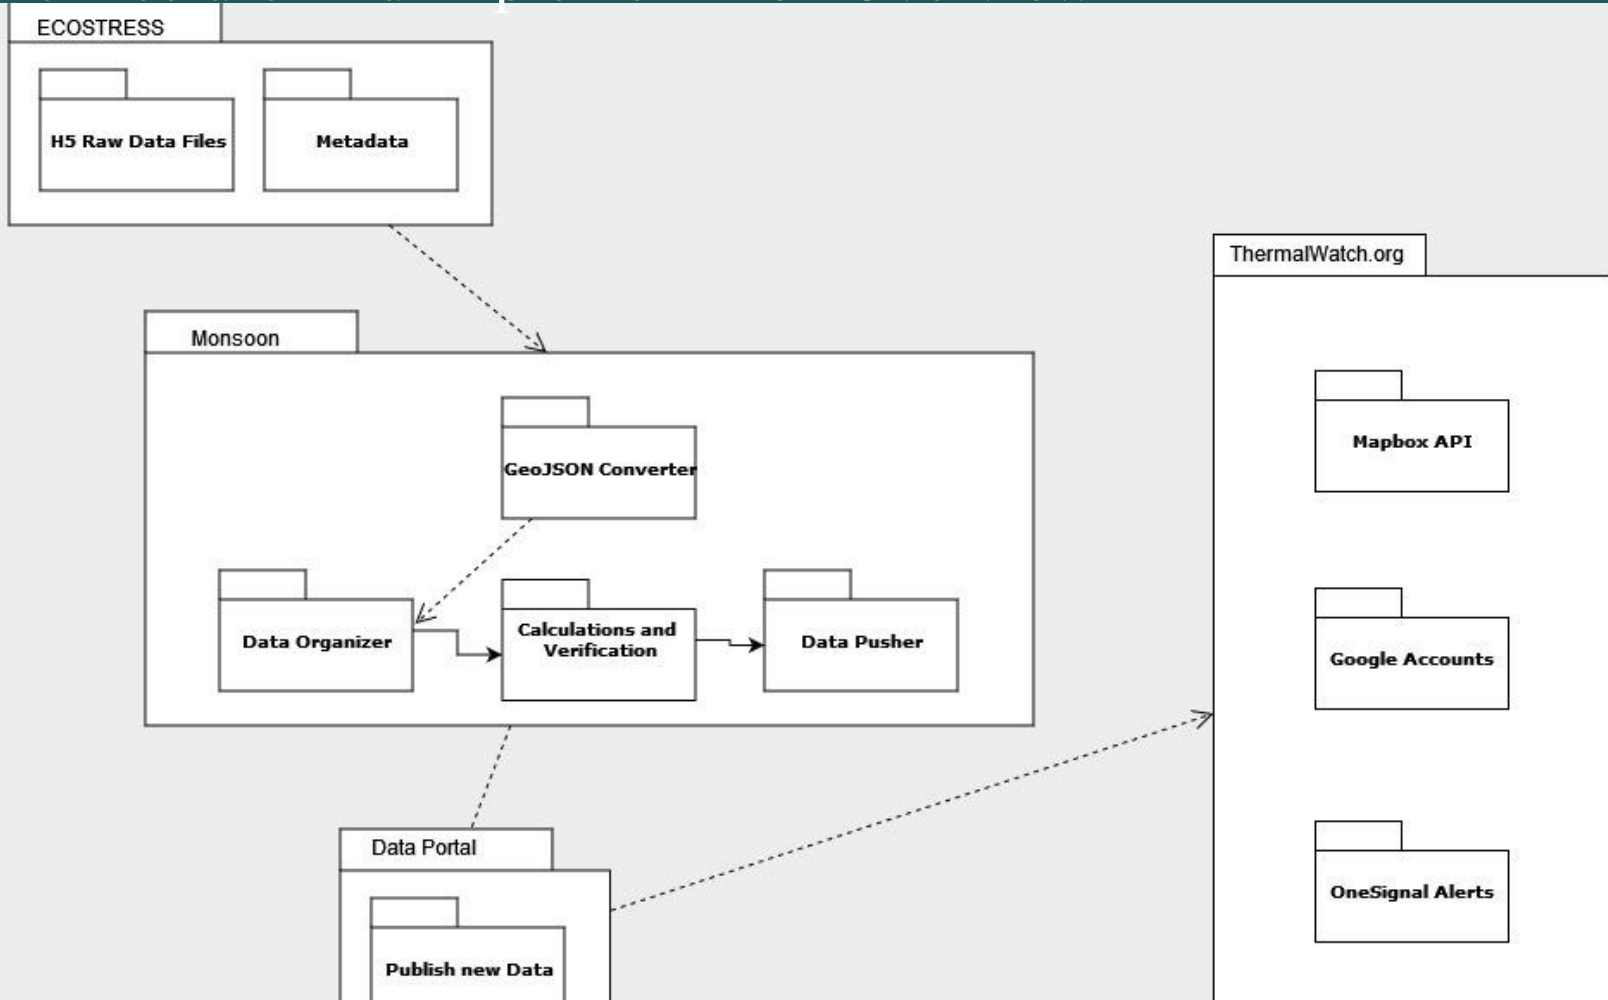 ECOSTRESS
H5 Raw Data Files
Metadata
ThermalWatch.org
Monsoon
Mapbox API
GeoJSON Converter
Data Organizer
Calculations and
Verification
Data Pusher
Google Accounts
Data Portal
OneSignal Alerts
Publish new Data